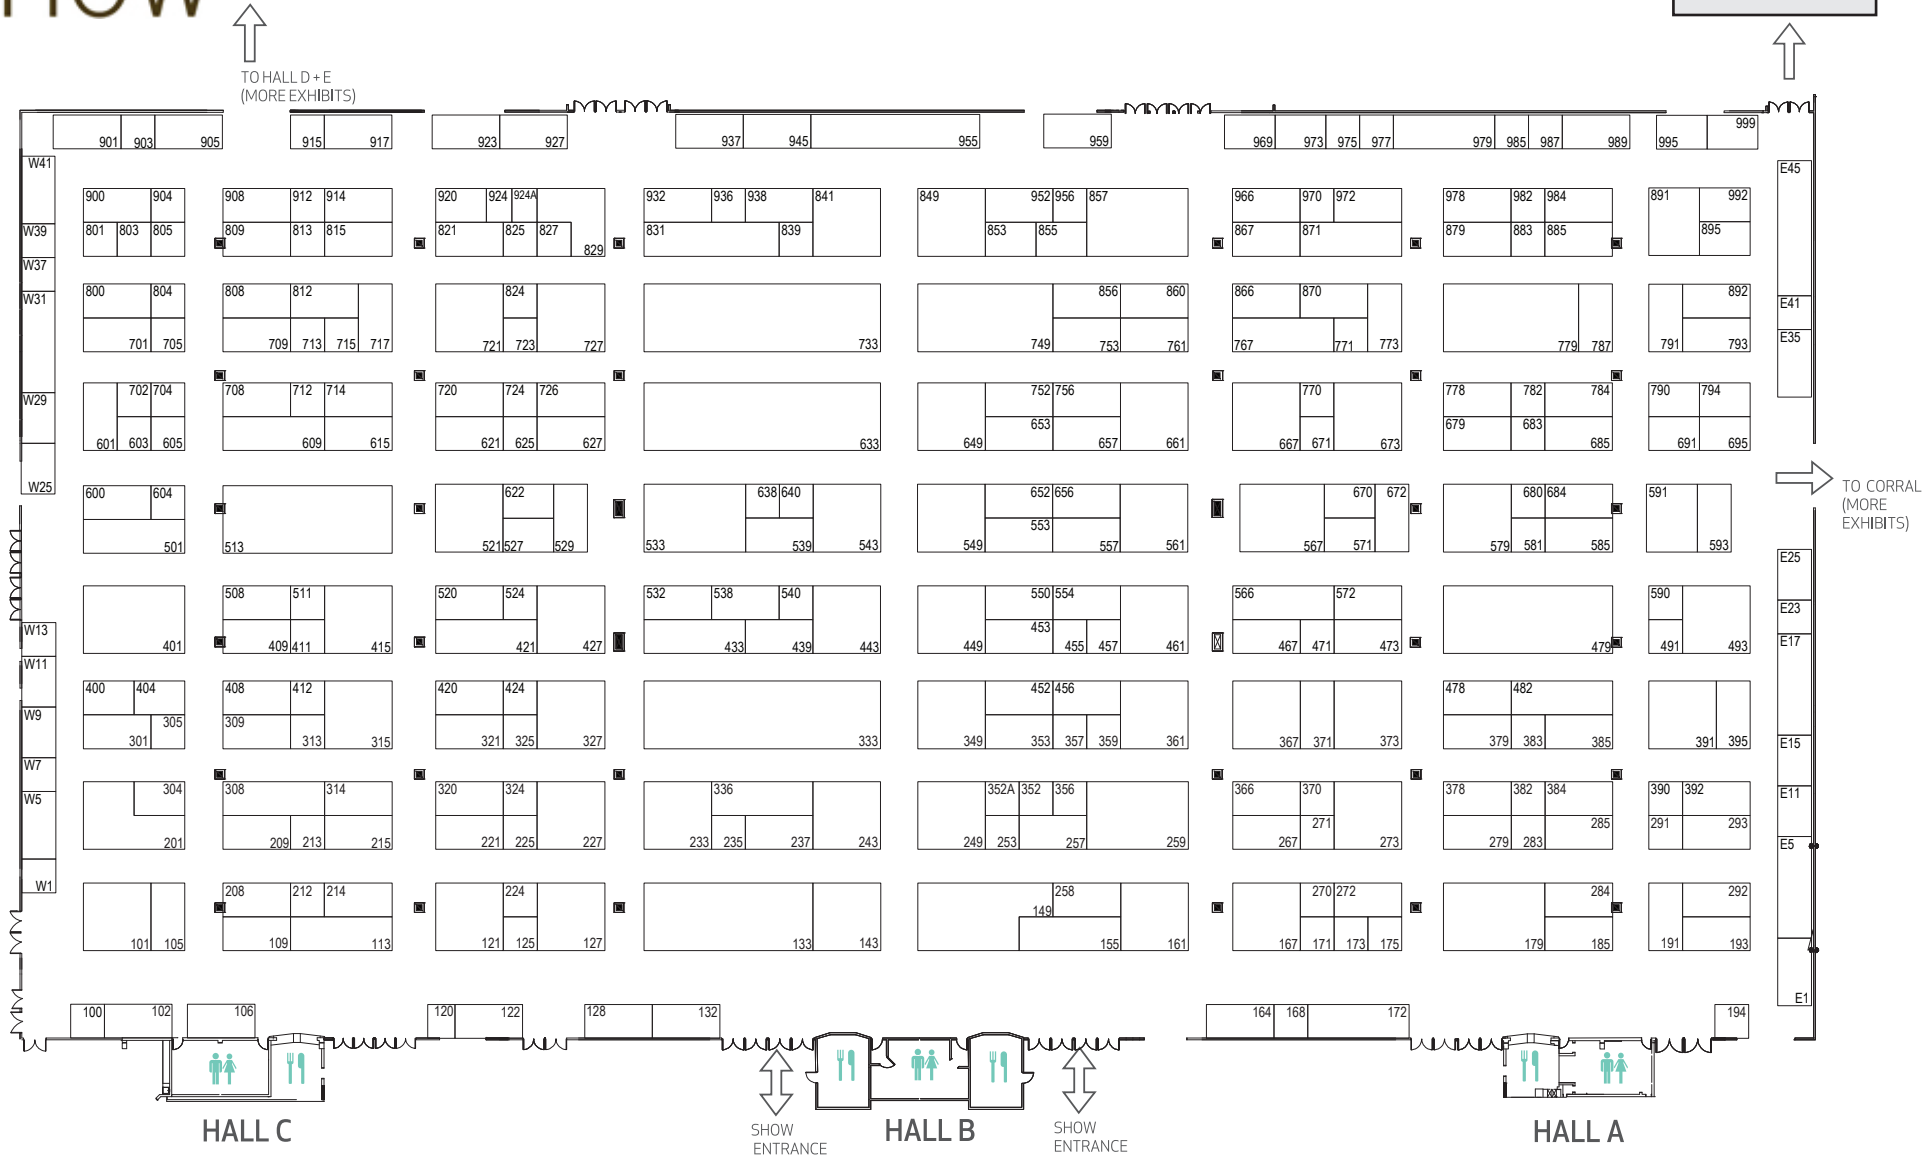 HOW
TO HALL D + E
(MORE EXHIBITS)
901 903 905 915 917 923 927 937 945 955 959 969 973 975 977 979 985 987 989 995 999
W41 E45
900 904 908 912 914 920 924 924A 932 936 938 841 849 952 956 857 966 970 972 978 982 984 891 992
W39 801 803 805 809 813 815 821 825 827 829 831 839 853 855 867 871 879 883 885 895
W37
W31 800 804 808 812 824 856 860 866 870 892 E41
701 705 709 713 715 717 721 723 727 733 749 753 761 767 771 773 779 787 791 793 E35
W29 702 704 708 712 714 720 724 726 752 756 770 778 782 784 790 794
653 679 683
601 603 605 609 615 621 625 627 633 649 657 661 667 671 673 685 691 695
W25 600 604 622 638 640 652 656 670 672 680 684 591
TO CORRAL
(MORE
EXHIBITS)
553
501 513 521 527 529 533 539 543 549 557 561 567 571 579 581 585 593
E25
508 511 520 524 532 538 540 550 554 566 572 590 E23
W13 453
401 409 411 415 421 427 433 439 443 449 455 457 461 467 471 473 479 491 493 E17
W11
400 404 408 412 420 424 452 456 478 482
W9 305 309
301 313 315 321 325 327 333 349 353 357 359 361 367 371 373 379 383 385 391 395 E15
W7
304 308 314 320 324 336 352A 352 356 366 370 378 382 384 390 392 E11
W5 271 285 291 293
201 209 213 215 221 225 227 233 235 237 243 249 253 257 259 267 273 279 283 E5
W1 208 212 214 224 258 270 272 284 292
149
101 105 109 113 121 125 127 133 143 155 161 167 171 173 175 179 185 191 193
E1
100 102 106 120 122 128 132 164 168 172 194
HALL C
SHOW
ENTRANCE
HALL B
SHOW
ENTRANCE
HALL A